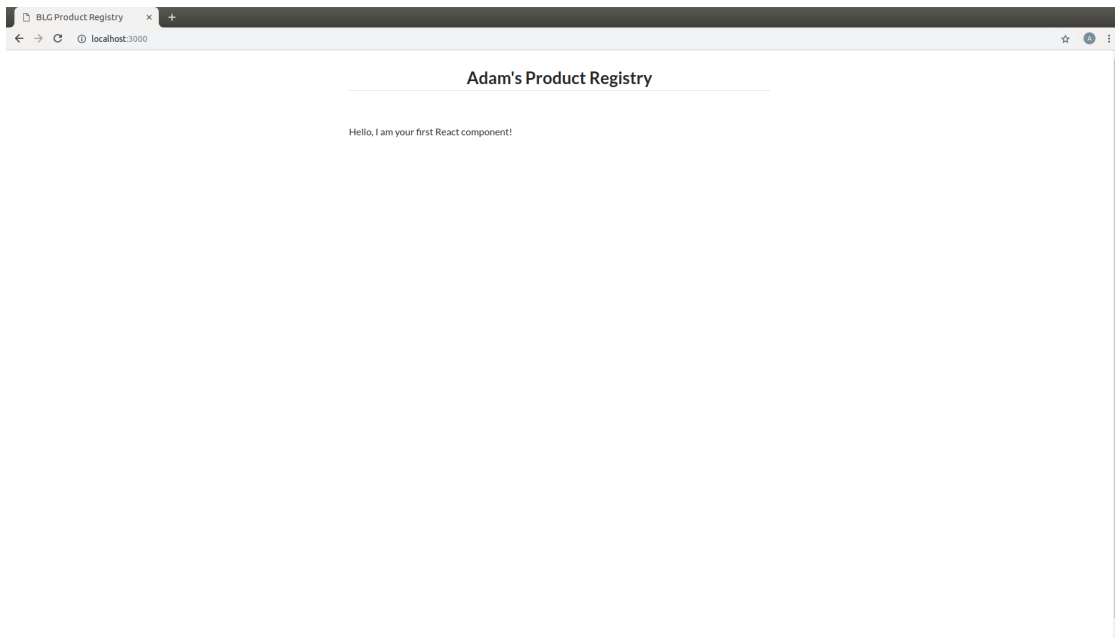 BLG Product Registry
localhost:3000
A
Adam's Product Registry
Hello, I am your first React component!